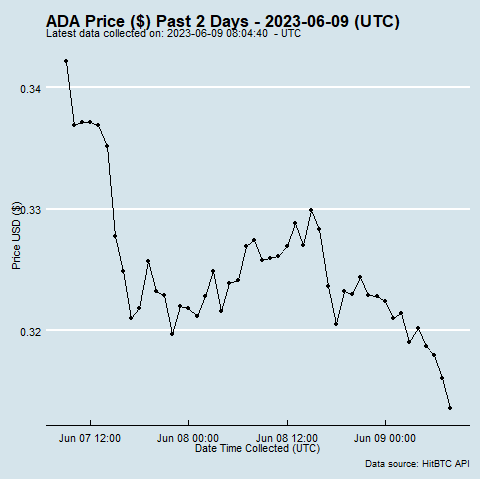 ADA Price ($) Past 2 Days - 2023-06-09 (UTC)
Latest data collected on: 2023-06-09 08:04:40 - UTC
0.34
0.33
0.32
Price USD ($)
Jun 07 12:00
Jun 08 00:00
Jun 08 12:00
Jun 09 00:00
Date Time Collected (UTC)
Data source: HitBTC API